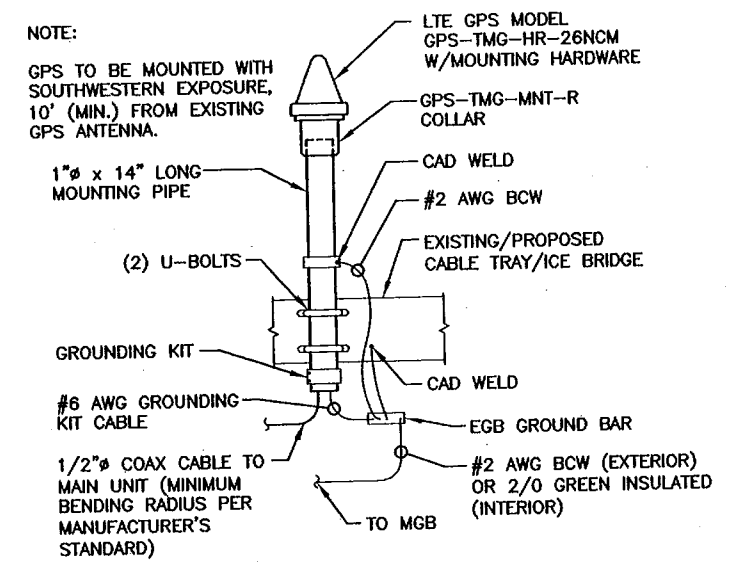 NOTE:
GPS TO BE MOUNTED WITH
SOUTHWESTERN EXPOSURE,
10' (MIN.) FROM EXISTING
GPS ANTENNA.
LTE GPS MODEL
GPS-TMG-HR-26NCM
W/MOUNTING HARDWARE
GPS-TMG-MNT-R
COLLAR
1"ø x 14" LONG
MOUNTING PIPE
CAD WELD
#2 AWG BCW
(2) U-BOLTS
EXISTING/PROPOSED
CABLE TRAY/ICE BRIDGE
GROUNDING KIT
CAD WELD
#6 AWG GROUNDING
KIT CABLE
EGB GROUND BAR
1/2"ø COAX CABLE TO
MAIN UNIT (MINIMUM
BENDING RADIUS PER
MANUFACTURER'S
STANDARD)
#2 AWG BCW (EXTERIOR)
OR 2/0 GREEN INSULATED
(INTERIOR)
TO MGB